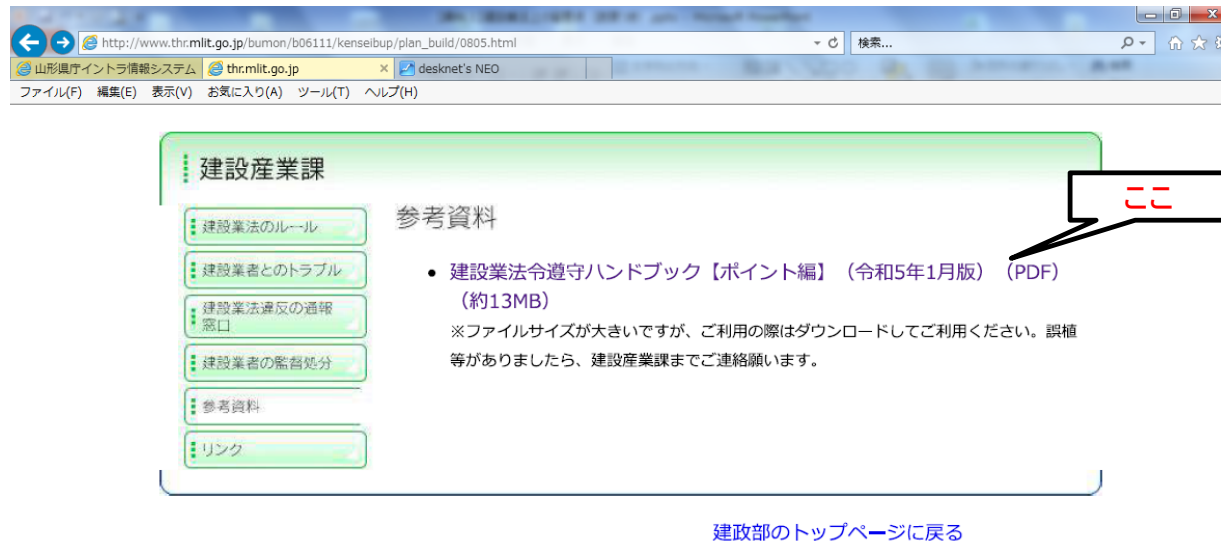 http://www.thr.mlit.go.jp/bumon/b06111/kenseibup/plan_build/0805.html
検索...
山形県庁イントラ情報システム
thr.mlit.go.jp
desknet's NEO
ファイル(F) 編集(E) 表示(V) お気に入り(A) ツール(T) ヘルプ(H)
建設産業課
ここ
建設業法のルール
建設業者とのトラブル
建設業法違反の通報
窓口
建設業者の監督処分
参考資料
リンク
参考資料
• 建設業法令遵守ハンドブック【ポイント編】（令和5年1月版）（PDF）
（約13MB）
※ファイルサイズが大きいですが、ご利用の際はダウンロードしてご利用ください。誤植
等がありましたら、建設産業課までご連絡願います。
建政部のトップページに戻る